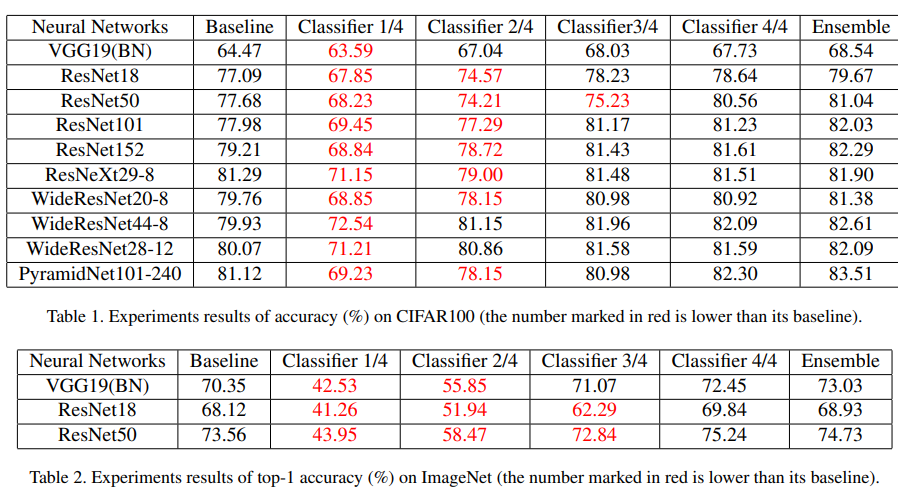 Neural Networks Baseline Classifier 1/4 Classifier 2/4 Classifier3/4 Classifier 4/4 Ensemble
VGG19(BN) 64.47 63.59 67.04 68.03 67.73 68.54
ResNet18 77.09 67.85 74.57 78.23 78.64 79.67
ResNet50 77.68 68.23 74.21 75.23 80.56 81.04
ResNet101 77.98 69.45 77.29 81.17 81.23 82.03
ResNet152 79.21 68.84 78.72 81.43 81.61 82.29
ResNeXt29-8 81.29 71.15 79.00 81.48 81.51 81.90
WideResNet20-8 79.76 68.85 78.15 80.98 80.92 81.38
WideResNet44-8 79.93 72.54 81.15 81.96 82.09 82.61
WideResNet28-12 80.07 71.21 80.86 81.58 81.59 82.09
PyramidNet101-240 81.12 69.23 78.15 80.98 82.30 83.51
Table 1. Experiments results of accuracy (%) on CIFAR100 (the number marked in red is lower than its baseline).
Neural Networks Baseline Classifier 1/4 Classifier 2/4 Classifier 3/4 Classifier 4/4 Ensemble
VGG19(BN) 70.35 42.53 55.85 71.07 72.45 73.03
ResNet18 68.12 41.26 51.94 62.29 69.84 68.93
ResNet50 73.56 43.95 58.47 72.84 75.24 74.73
Table 2. Experiments results of top-1 accuracy (%) on ImageNet (the number marked in red is lower than its baseline).